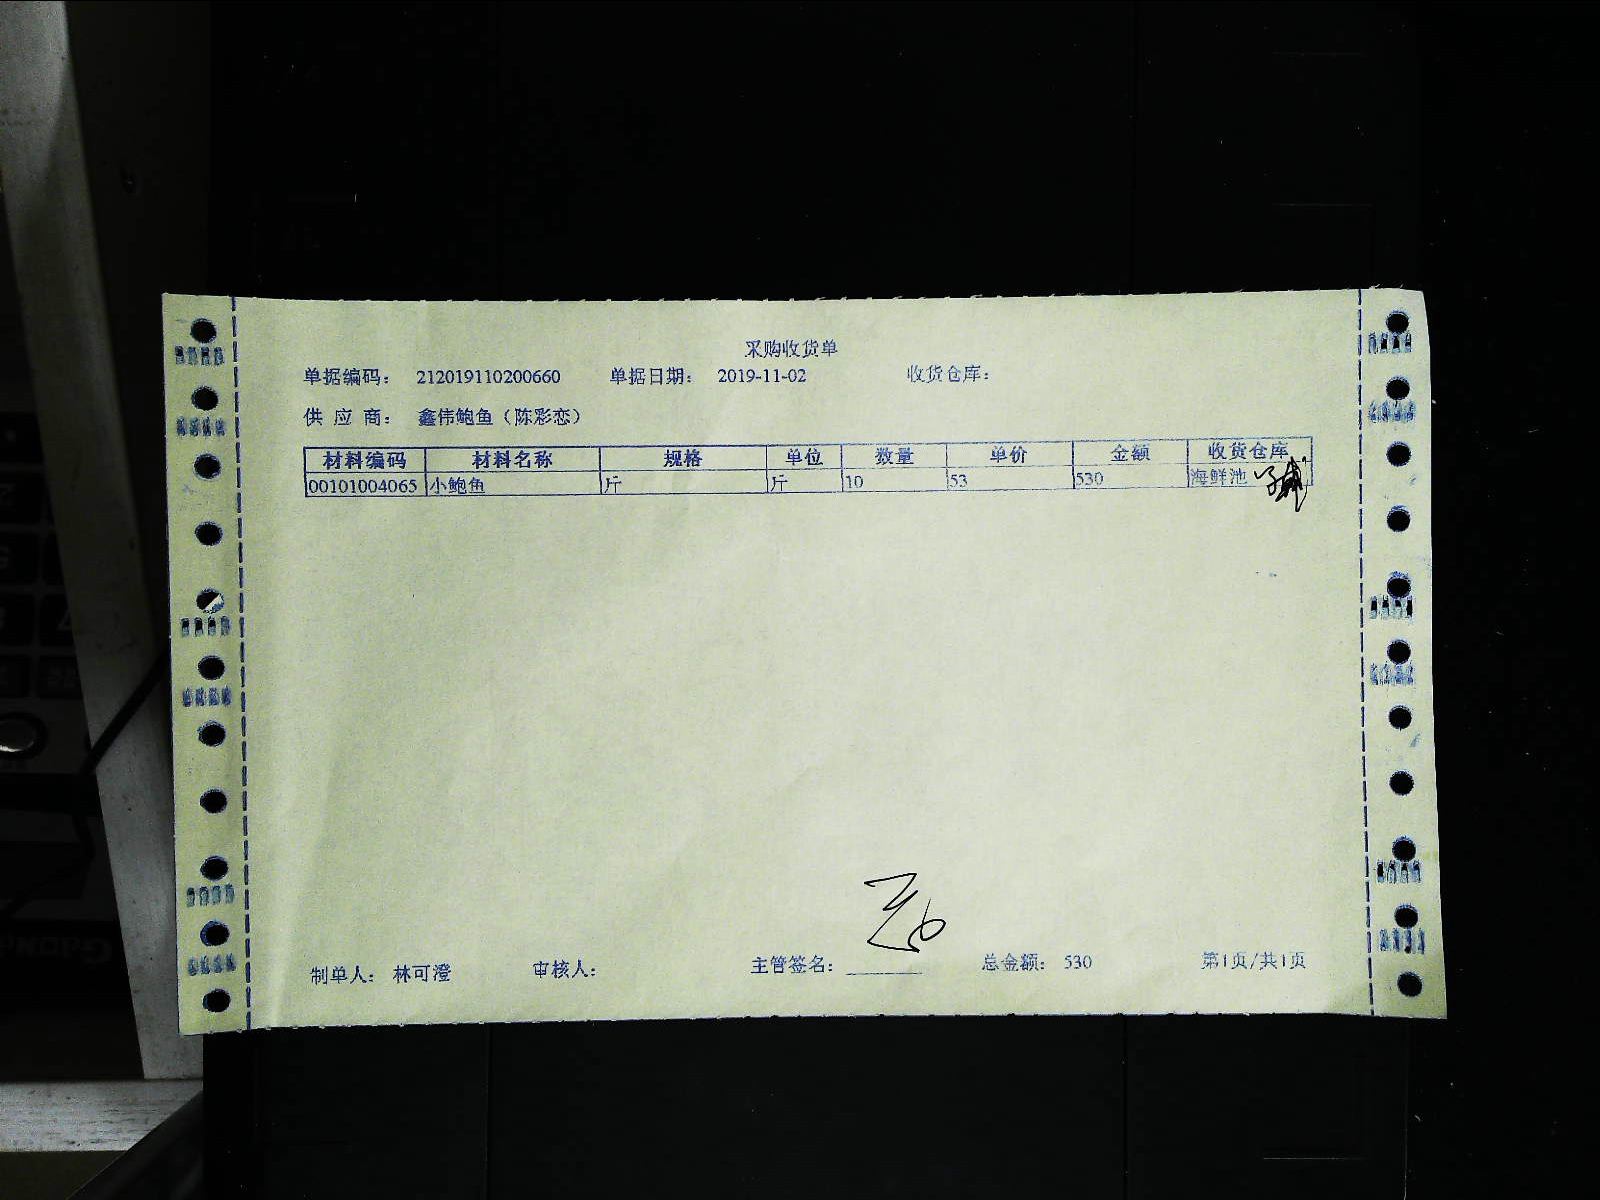 采购收货单
单据编码： 212019110200660 单据日期： 2019-11-02 收货仓库：
供 应 商： 鑫伟鲍鱼（陈彩恋）
材料编码 材料名称 规格 单位 数量 单价 金额 收货仓库
00101004065 小鲍鱼 斤 斤 10 53 530 海鲜池
制单人： 林可澄 审核人： 主管签名： 总金额： 530 第1页/共1页